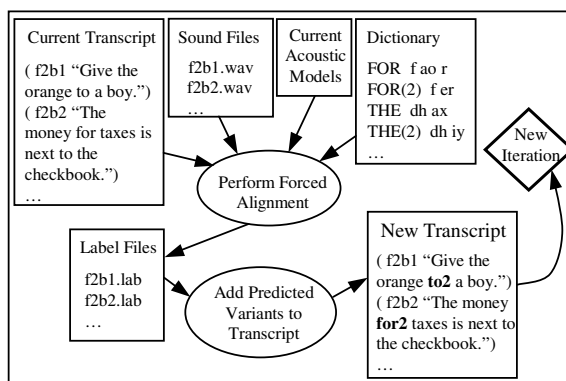 Current Transcript
( f2b1 “Give the
orange to a boy.”)
( f2b2 “The
money for taxes is
next to the
checkbook.”)
…
Sound Files
f2b1.wav
f2b2.wav
…
Current
Acoustic
Models
Dictionary
FOR f ao r
FOR(2) f er
THE dh ax
THE(2) dh iy
…
New
Iteration
Perform Forced
Alignment
Label Files
f2b1.lab
f2b2.lab
…
Add Predicted
Variants to
Transcript
New Transcript
( f2b1 “Give the
orange to2 a boy.”)
( f2b2 “The money
for2 taxes is next to
the checkbook.”)
…